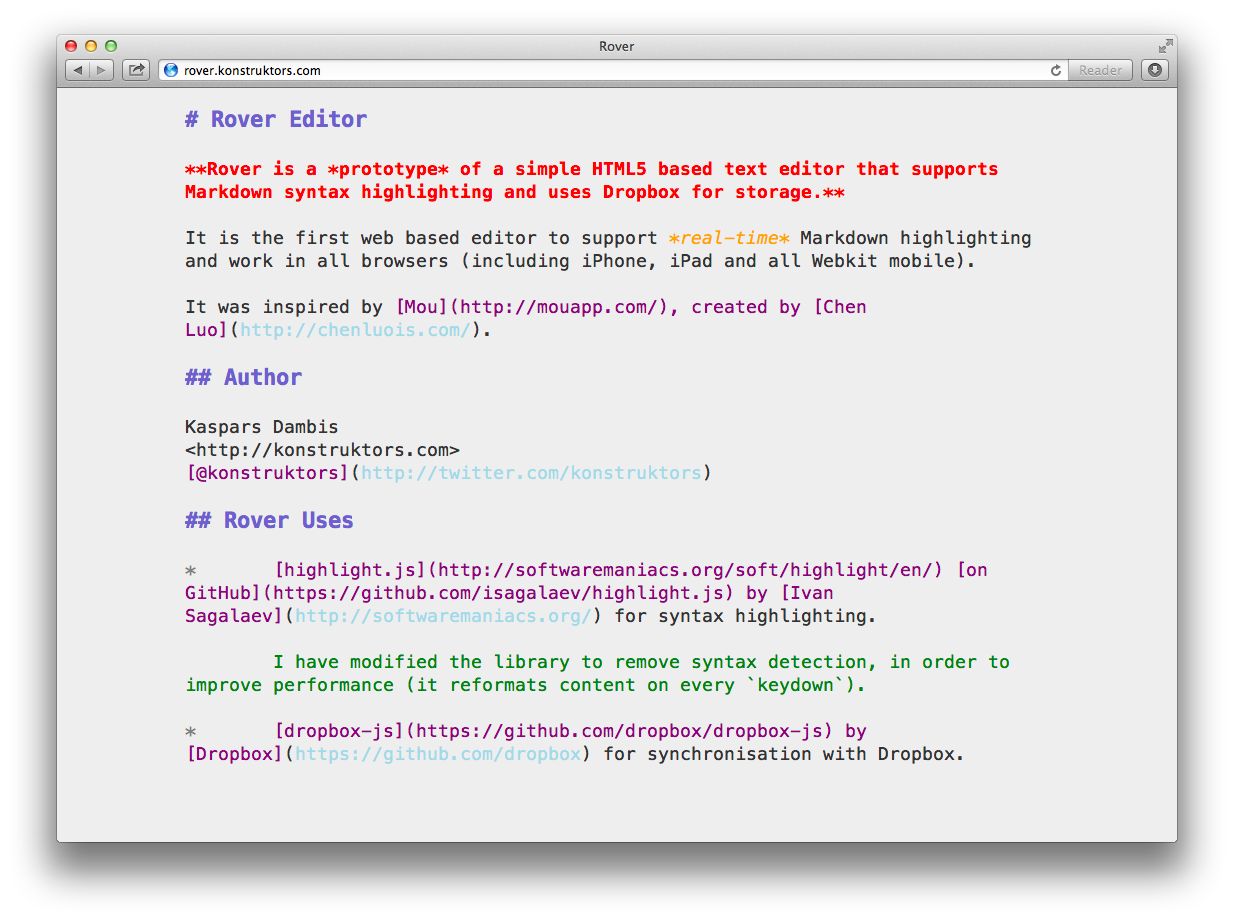 Rover
rover.konstruktors.com
Reader
# Rover Editor
**Rover is a *prototype* of a simple HTML5 based text editor that supports
Markdown syntax highlighting and uses Dropbox for storage.**
It is the first web based editor to support *real-time* Markdown highlighting
and work in all browsers (including iPhone, iPad and all Webkit mobile).
It was inspired by [Mou](http://mouapp.com/), created by [Chen
Luo](http://chenluois.com/).
## Author
Kaspars Dambis
<http://konstruktors.com>
[@konstruktors](http://twitter.com/konstruktors)
## Rover Uses
* [highlight.js](http://softwaremaniacs.org/soft/highlight/en/) [on
GitHub](https://github.com/isagalaev/highlight.js) by [Ivan
Sagalaev](http://softwaremaniacs.org/) for syntax highlighting.
I have modified the library to remove syntax detection, in order to
improve performance (it reformats content on every `keydown`).
* [dropbox-js](https://github.com/dropbox/dropbox-js) by
[Dropbox](https://github.com/dropbox) for synchronisation with Dropbox.